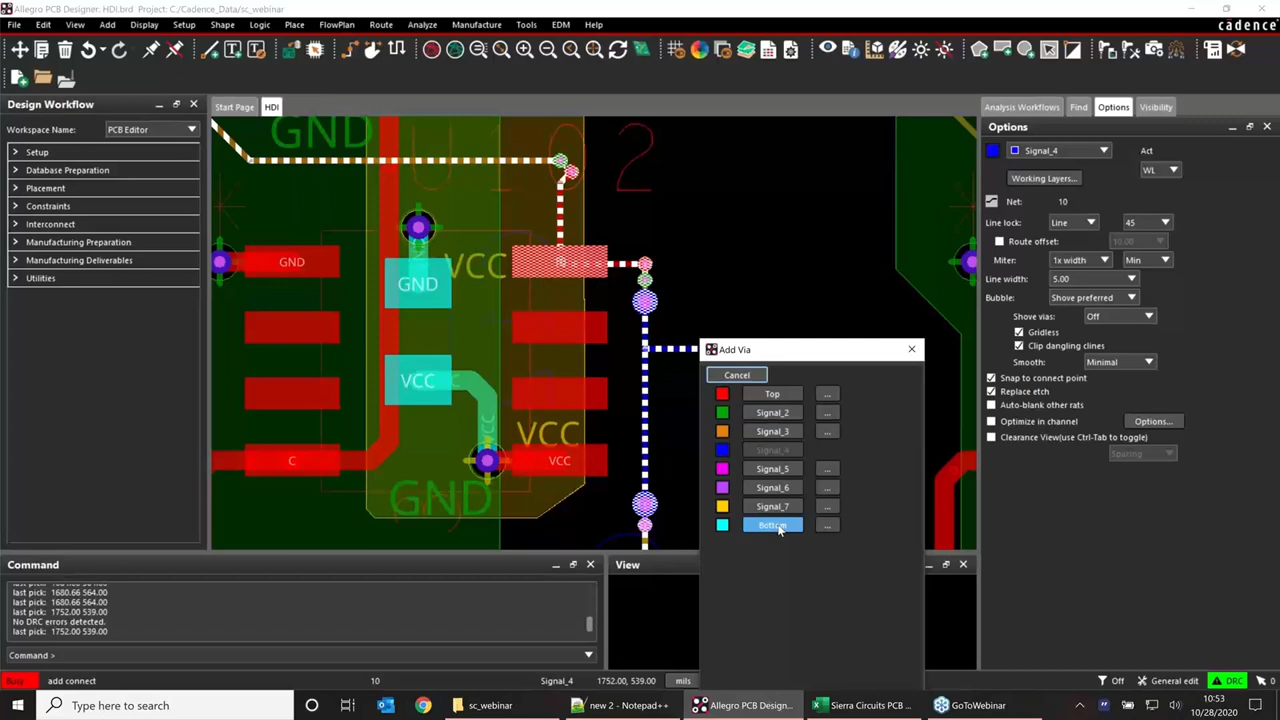 Allegro PCB Designer: HDI.brd Project: C:/Cadence_Data/sc_webinar
File Edit View Add Display Setup Shape Logic Place FlowPlan Route Analyze Manufacture Tools EDM Help
cadence
Design Workflow
Start Page HDI
Analysis Workflows Find Options Visibility
Workspace Name: PCB Editor
Setup
Database Preparation
Placement
Constraints
Interconnect
Manufacturing Preparation
Manufacturing Deliverables
Utilities
GND
U102
GND
VCC
10
GND
VCC
VCC
C
VCC
GND
Options
Signal_4
Act
WL
Working Layers...
Net: 10
Line lock: Line 45
Route offset: 10.00
Miter: 1x width Min
Line width: 5.00
Bubble: Shove preferred
Shove vias: Off
Gridless
Clip dangling clines
Smooth: Minimal
Snap to connect point
Replace etch
Auto-blank other rats
Optimize in channel Options...
Clearance View(use Ctrl-Tab to toggle)
Spacing
Add Via
Cancel
Top ...
Signal_2 ...
Signal_3 ...
Signal_4
Signal_5 ...
Signal_6 ...
Signal_7 ...
Bottom ...
Command
last pick: 1680.66 564.00
last pick: 1752.00 539.00
No DRC errors detected.
last pick: 1752.00 539.00
Command >
View
Busy add connect 10 Signal_4 1752.00, 539.00 mils Off General edit DRC 0
Type here to search
sc_webinar
new 2 - Notepad++
Allegro PCB Design...
Sierra Circuits PCB ...
GoToWebinar
10:53
10/28/2020